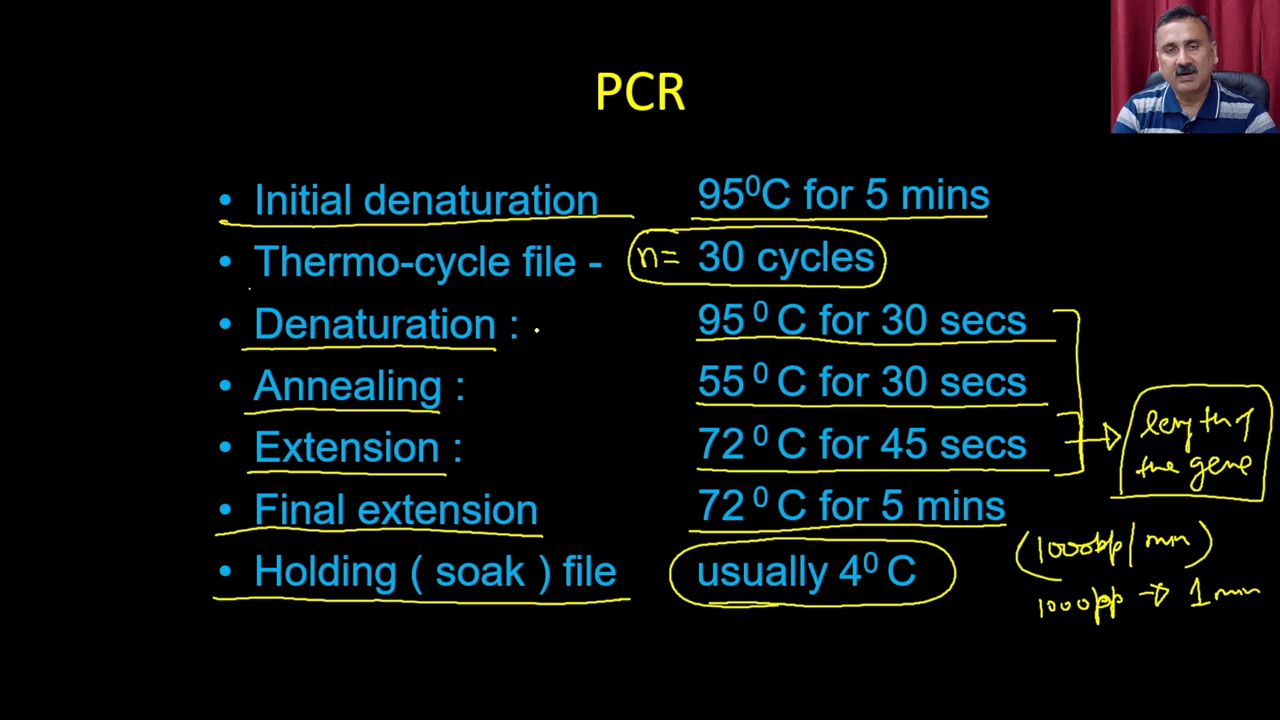 PCR
• Initial denaturation 95⁰C for 5 mins
• Thermo-cycle file - n= 30 cycles
• Denaturation : 95 ⁰ C for 30 secs
• Annealing : 55 ⁰ C for 30 secs
• Extension : 72 ⁰ C for 45 secs
• Final extension 72 ⁰ C for 5 mins
• Holding ( soak ) file usually 4⁰ C
length of
the gene
(1000bp/min)
1000bp → 1 min